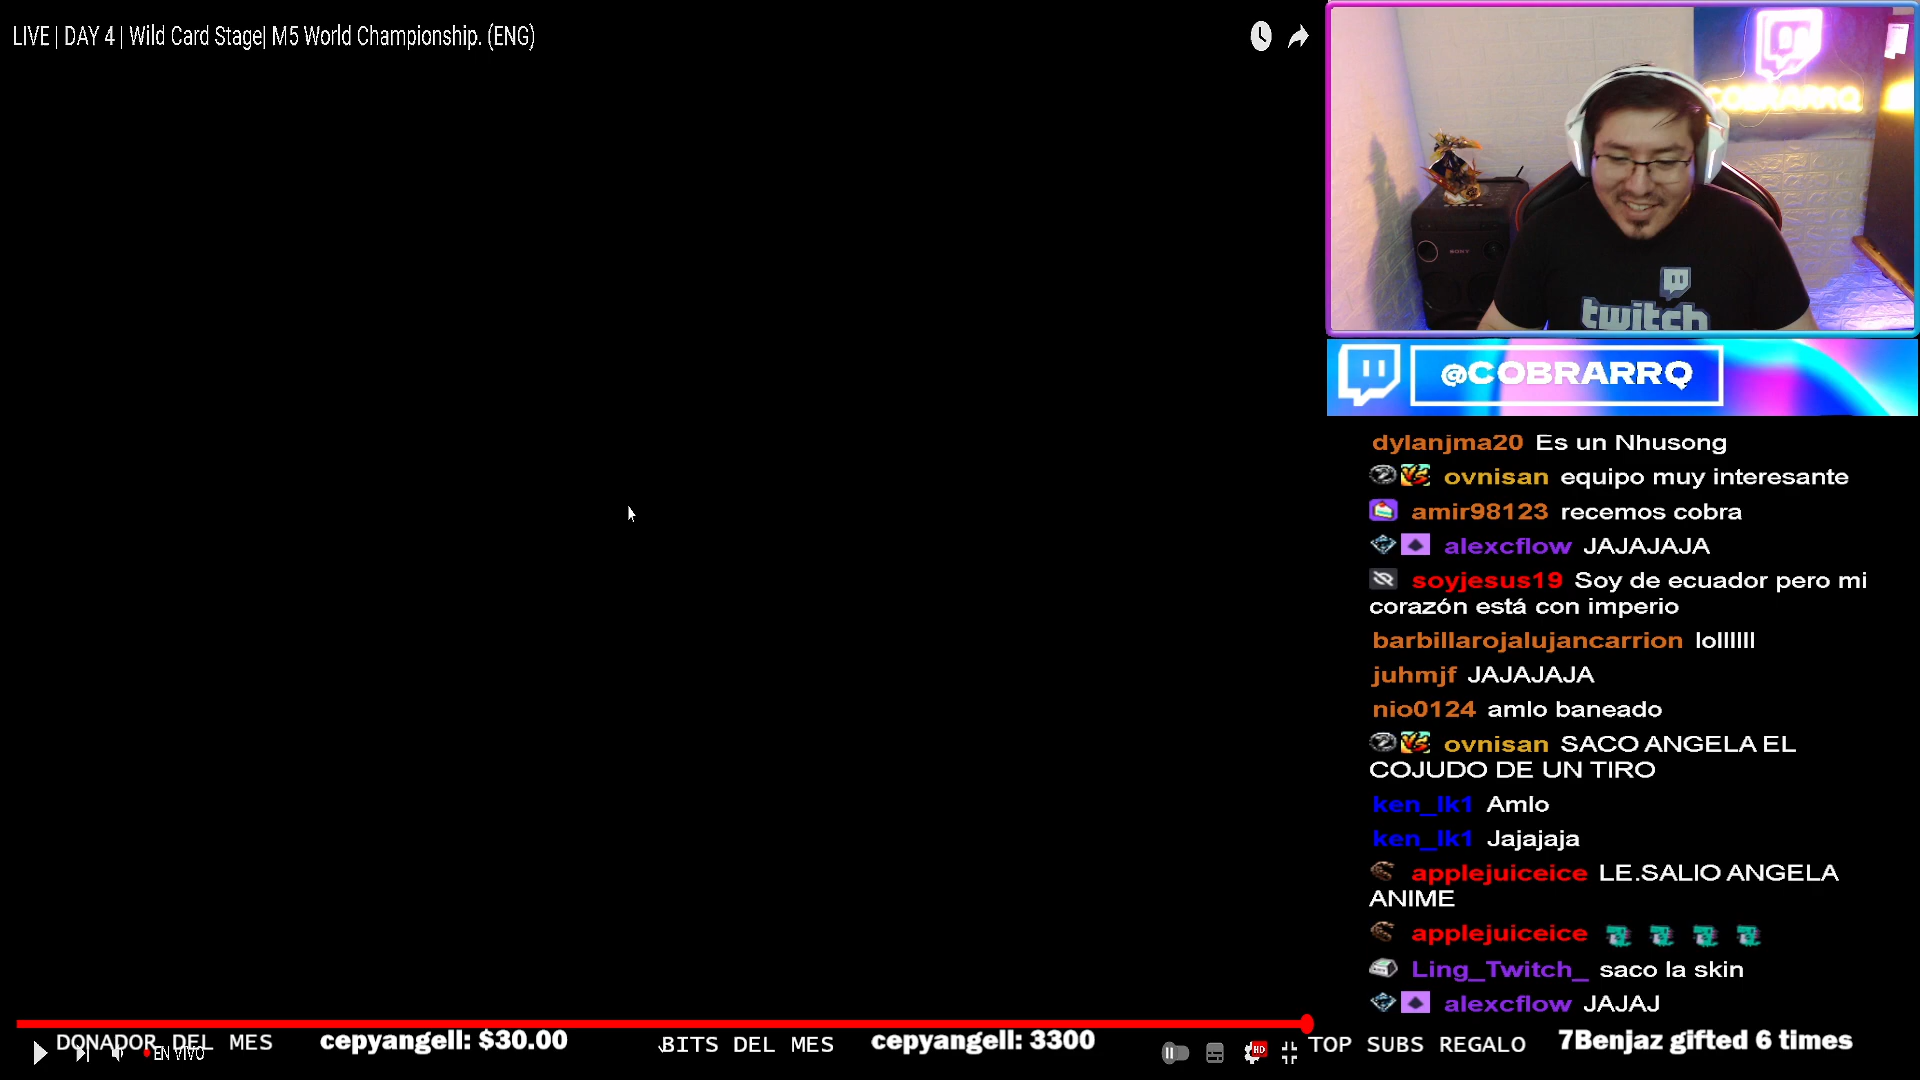 LIVE | DAY 4 | Wild Card Stage| M5 World Championship. (ENG)
COBRARRQ
SONY
twitch
@COBRARRQ
dylanjma20 Es un Nhusong
ovnisan equipo muy interesante
amir98123 recemos cobra
alexcflow JAJAJAJA
soyjesus19 Soy de ecuador pero mi
corazón está con imperio
barbillarojalujancarrion lollllll
juhmjf JAJAJAJA
nio0124 amlo baneado
ovnisan SACO ANGELA EL
COJUDO DE UN TIRO
ken_lk1 Amlo
ken_lk1 Jajajaja
applejuiceice LE.SALIO ANGELA
ANIME
applejuiceice
Ling_Twitch_ saco la skin
alexcflow JAJAJ
DONADOR DEL MES cepyangell: $30.00 BITS DEL MES cepyangell: 3300 TOP SUBS REGALO 7Benjaz gifted 6 times
EN VIVO
HD